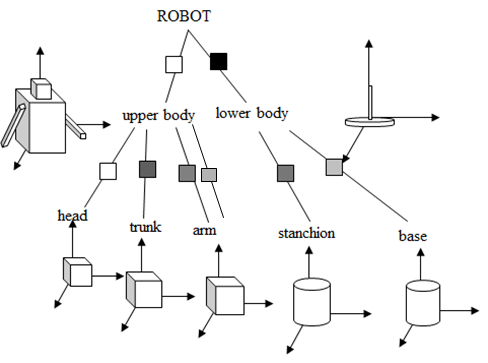 ROBOT
upper body
lower body
head
trunk
arm
stanchion
base